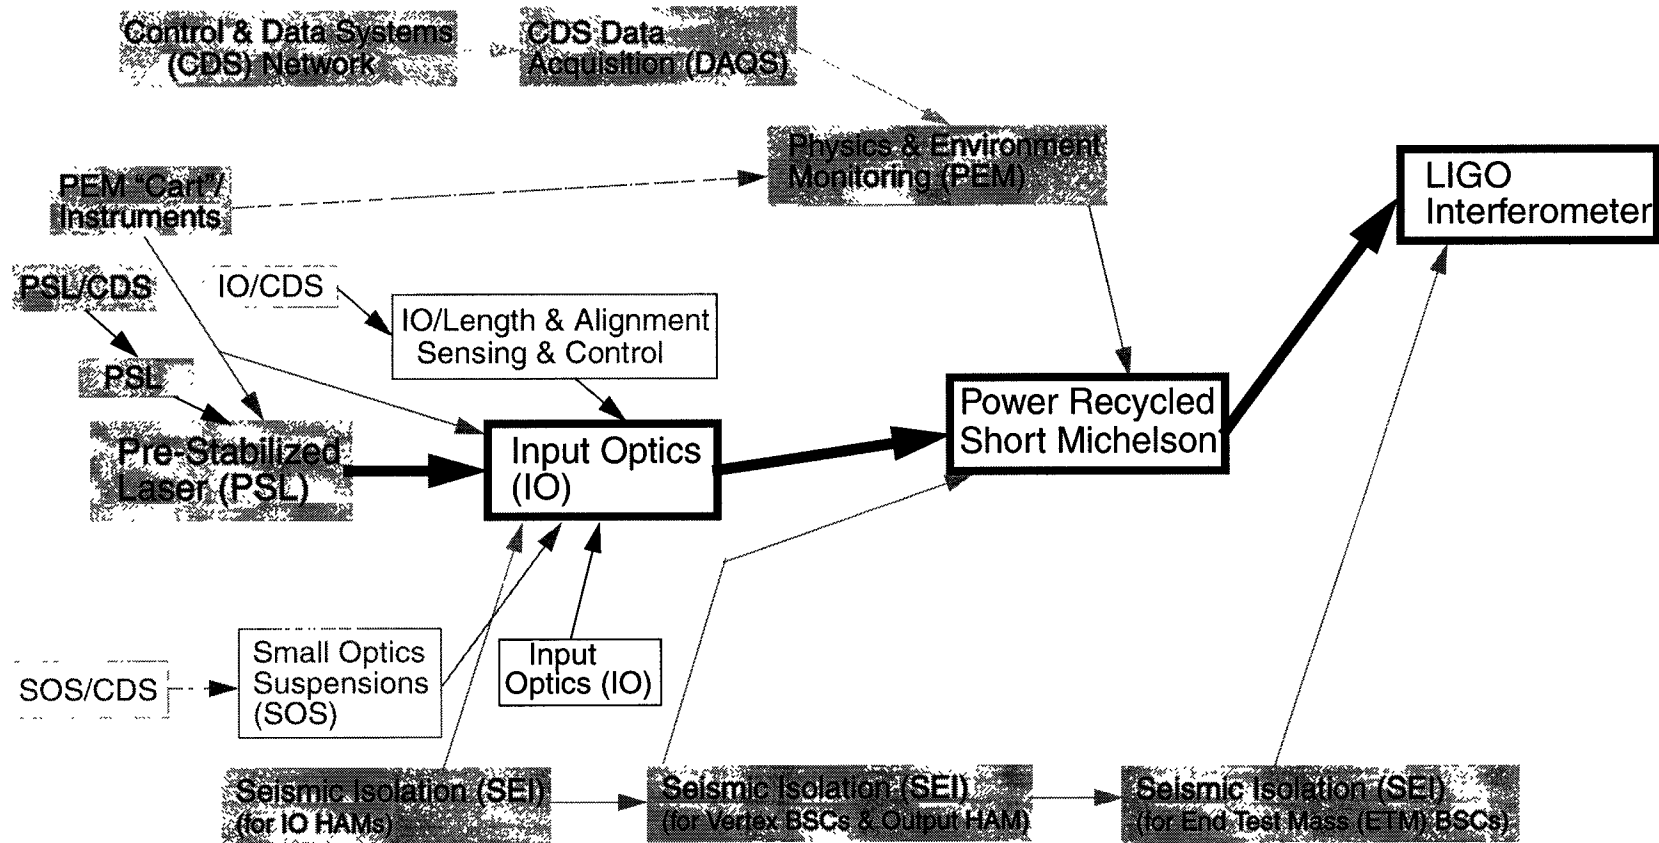 Control & Data Systems
(CDS) Network
CDS Data
Acquisition (DAQS)
Physics & Environment
Monitoring (PEM)
PEM "Cart"/
Instruments
LIGO
Interferometer
PSL/CDS
IO/CDS
IO/Length & Alignment
Sensing & Control
PSL
Pre-Stabilized
Laser (PSL)
Input Optics
(IO)
Power Recycled
Short Michelson
SOS/CDS
Small Optics
Suspensions
(SOS)
Input
Optics (IO)
Seismic Isolation (SEI)
(for IO HAMs)
Seismic Isolation (SEI)
(for Vertex BSCs & Output HAM)
Seismic Isolation (SEI)
(for End Test Mass (ETM) BSCs)